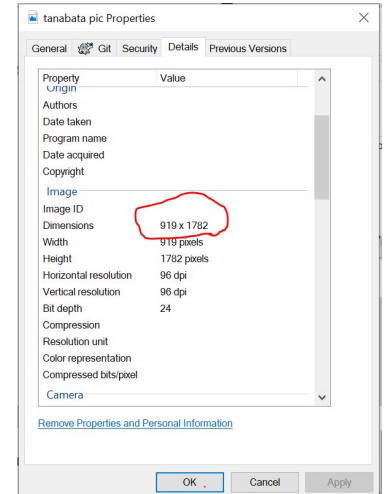 tanabata pic Properties
General Git Security Details Previous Versions
Property Value
Origin
Authors
Date taken
Program name
Date acquired
Copyright
Image
Image ID
Dimensions 919 x 1782
Width 919 pixels
Height 1782 pixels
Horizontal resolution 96 dpi
Vertical resolution 96 dpi
Bit depth 24
Compression
Resolution unit
Color representation
Compressed bits/pixel
Camera
Remove Properties and Personal Information
OK Cancel Apply